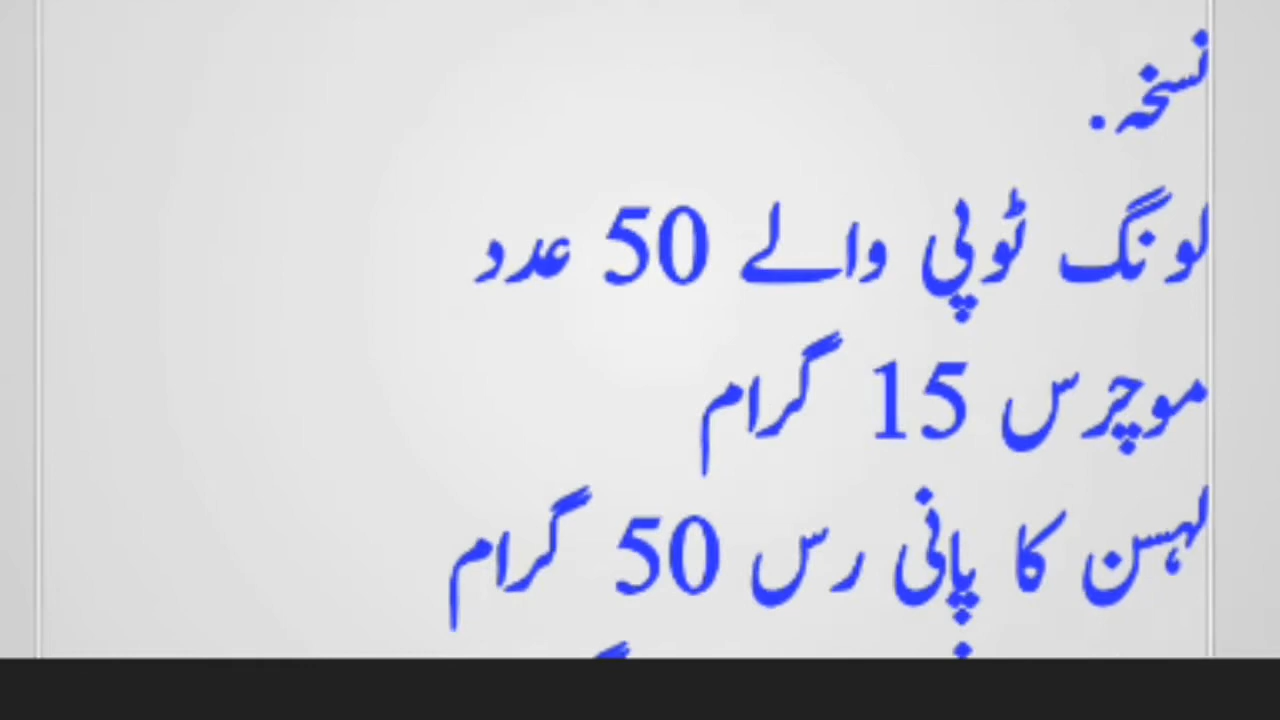 نسخہ.
لونگ ٹوپی والے 50 عدد
موچرس 15 گرام
لہسن کا پانی رس 50 گرام